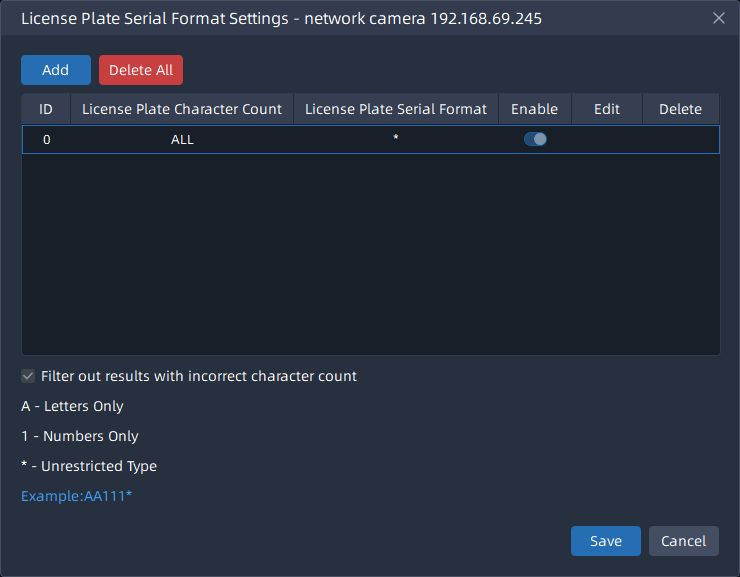 License Plate Serial Format Settings - network camera 192.168.69.245
Add Delete All
ID License Plate Character Count License Plate Serial Format Enable Edit Delete
0 ALL *
Filter out results with incorrect character count
A - Letters Only
1 - Numbers Only
* - Unrestricted Type
Example:AA111*
Save Cancel